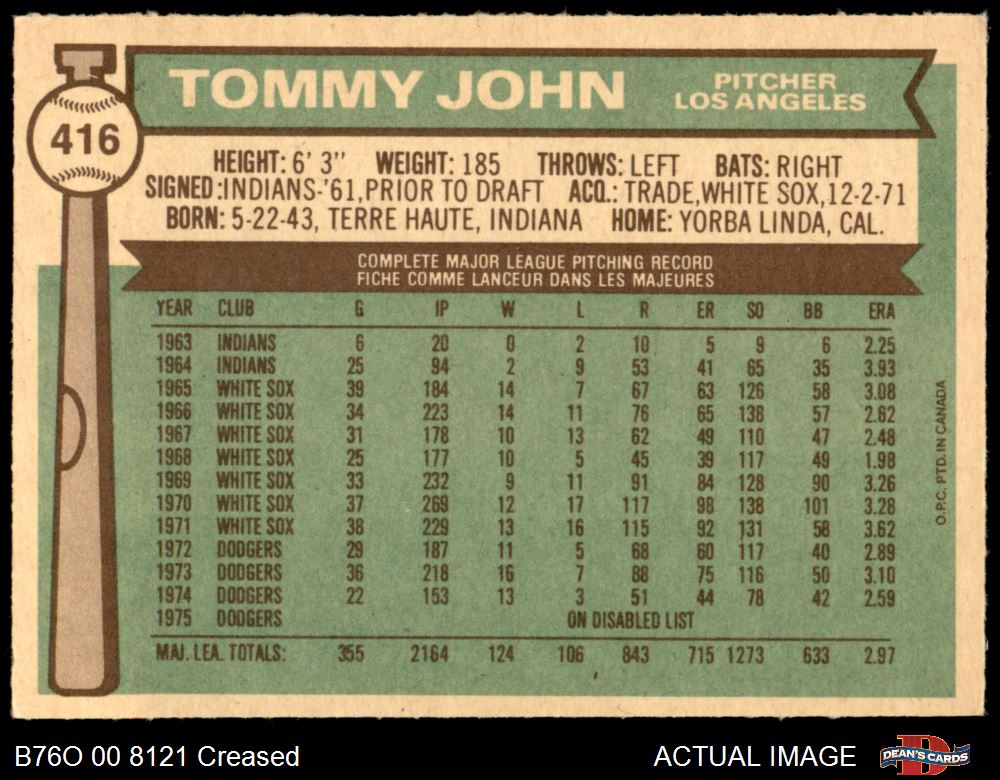 416
TOMMY JOHN
PITCHER
LOS ANGELES
HEIGHT: 6' 3" WEIGHT: 185 THROWS: LEFT BATS: RIGHT
SIGNED:INDIANS-'61,PRIOR TO DRAFT ACQ.: TRADE,WHITE SOX,12-2-71
BORN: 5-22-43, TERRE HAUTE, INDIANA HOME: YORBA LINDA, CAL.
COMPLETE MAJOR LEAGUE PITCHING RECORD
FICHE COMME LANCEUR DANS LES MAJEURES
YEAR CLUB G IP W L R ER SO BB ERA
1963 INDIANS 6 20 0 2 10 5 9 6 2.25
1964 INDIANS 25 94 2 9 53 41 65 35 3.93
1965 WHITE SOX 39 184 14 7 67 63 126 58 3.08
1966 WHITE SOX 34 223 14 11 76 65 138 57 2.62
1967 WHITE SOX 31 178 10 13 62 49 110 47 2.48
1968 WHITE SOX 25 177 10 5 45 39 117 49 1.98
1969 WHITE SOX 33 232 9 11 91 84 128 90 3.26
1970 WHITE SOX 37 269 12 17 117 98 138 101 3.28
1971 WHITE SOX 38 229 13 16 115 92 131 58 3.62
1972 DODGERS 29 187 11 5 68 60 117 40 2.89
1973 DODGERS 36 218 16 7 88 75 116 50 3.10
1974 DODGERS 22 153 13 3 51 44 78 42 2.59
1975 DODGERS ON DISABLED LIST
MAJ. LEA. TOTALS: 355 2164 124 106 843 715 1273 633 2.97
O.P.C. PTD. IN CANADA
B76O 00 8121 Creased
ACTUAL IMAGE
DEAN'S CARDS